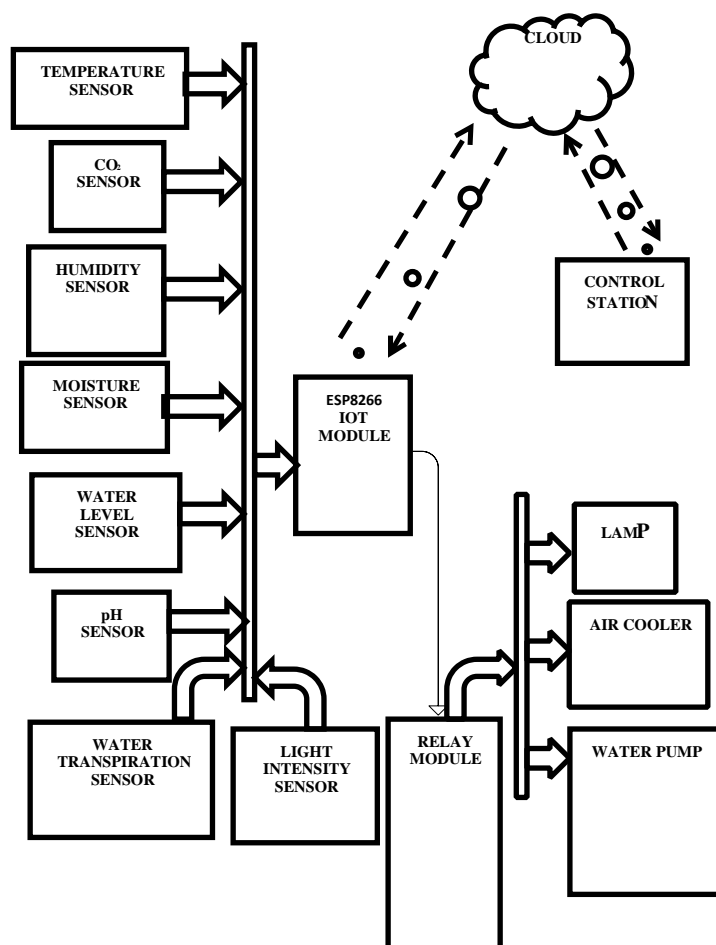 CLOUD
TEMPERATURE
SENSOR
CO₂
SENSOR
HUMIDITY
SENSOR
CONTROL
STATION
MOISTURE
SENSOR
ESP8266
IOT
MODULE
WATER
LEVEL
SENSOR
LAMP
pH
SENSOR
AIR COOLER
WATER
TRANSPIRATION
SENSOR
LIGHT
INTENSITY
SENSOR
RELAY
MODULE
WATER PUMP